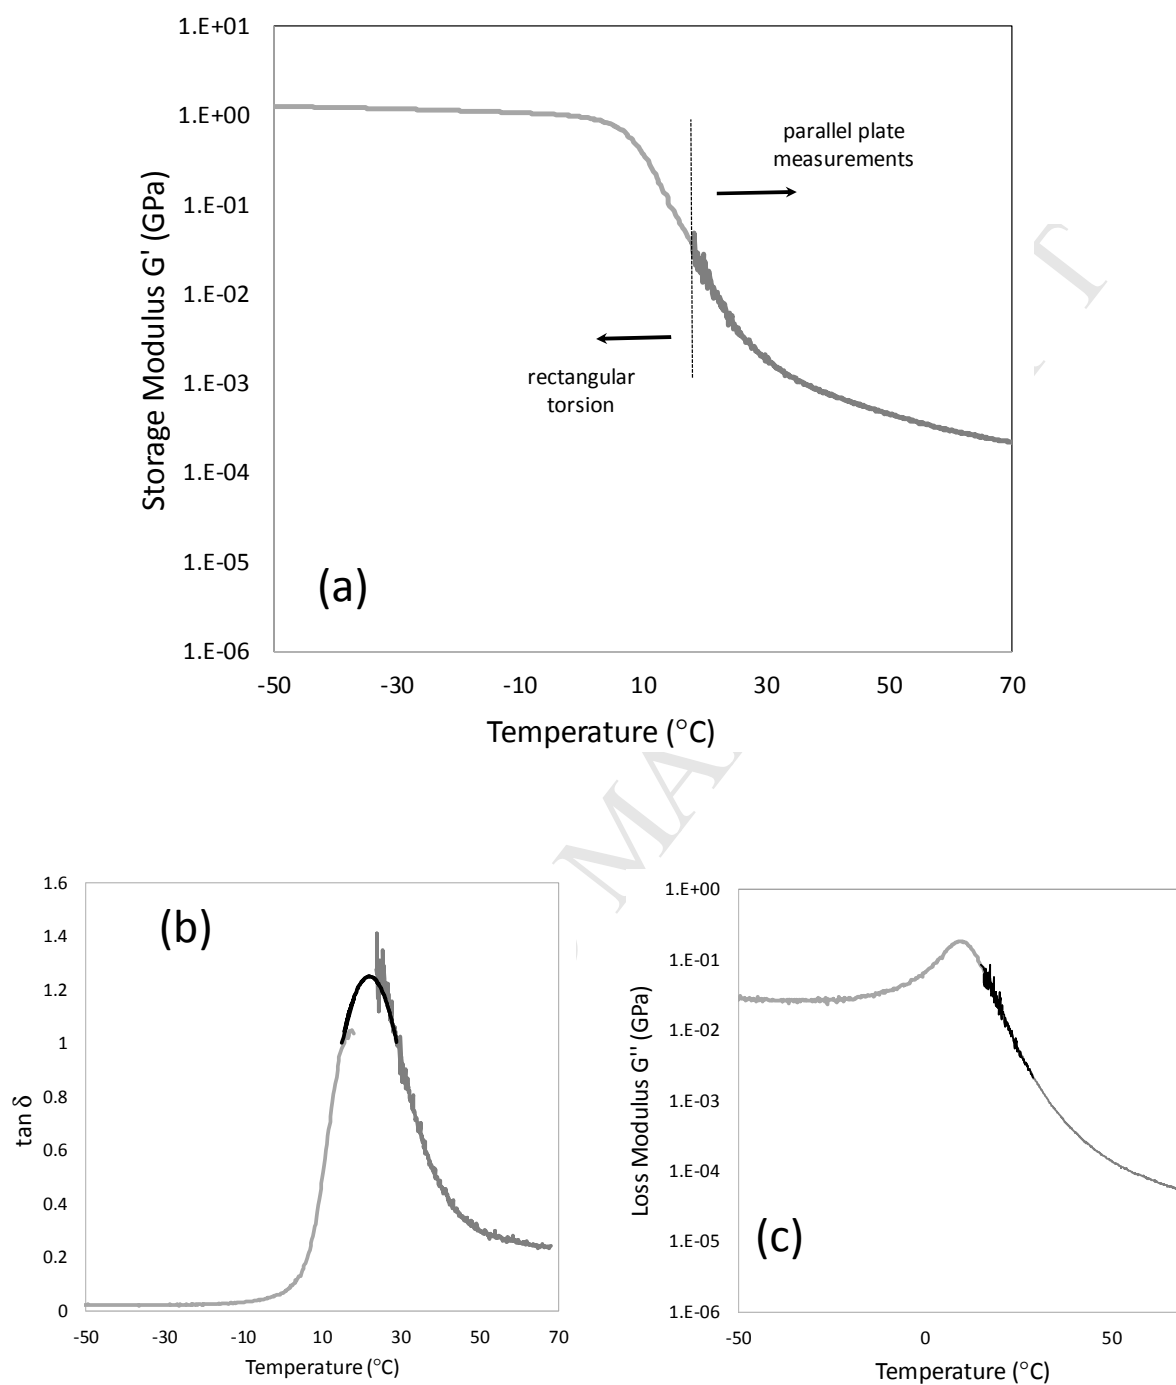 1.E+01
1.E+00
1.E-01
1.E-02
1.E-03
1.E-04
1.E-05
1.E-06
Storage Modulus G' (GPa)
parallel plate
measurements
rectangular
torsion
(a)
-50 -30 -10 10 30 50 70
Temperature (°C)
MA
T
1.6
1.4
1.2
1
0.8
0.6
0.4
0.2
0
tan δ
(b)
-50 -30 -10 10 30 50 70
Temperature (°C)
1.E+00
1.E-01
1.E-02
1.E-03
1.E-04
1.E-05
1.E-06
Loss Modulus G'' (GPa)
(c)
-50 0 50
Temperature (°C)